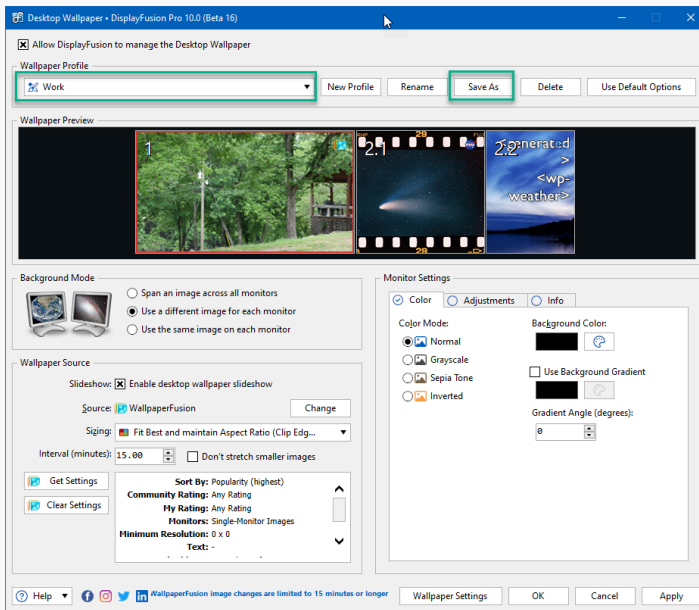 Desktop Wallpaper • DisplayFusion Pro 10.0 (Beta 16)
Allow DisplayFusion to manage the Desktop Wallpaper
Wallpaper Profile
Work
New Profile
Rename
Save As
Delete
Use Default Options
Wallpaper Preview
1
2.1
29
29
2.2
<generated
>
<wp-
weather>
Background Mode
Span an image across all monitors
Use a different image for each monitor
Use the same image on each monitor
Wallpaper Source
Slideshow: Enable desktop wallpaper slideshow
Source: WallpaperFusion
Change
Sizing: Fit Best and maintain Aspect Ratio (Clip Edg...
Interval (minutes): 15.00 Don't stretch smaller images
Get Settings
Clear Settings
Sort By: Popularity (highest)
Community Rating: Any Rating
My Rating: Any Rating
Monitors: Single-Monitor Images
Minimum Resolution: 0 x 0
Text: -
Monitor Settings
Color
Adjustments
Info
Color Mode:
Normal
Grayscale
Sepia Tone
Inverted
Background Color:
Use Background Gradient
Gradient Angle (degrees):
0
Help
WallpaperFusion image changes are limited to 15 minutes or longer
Wallpaper Settings
OK
Cancel
Apply